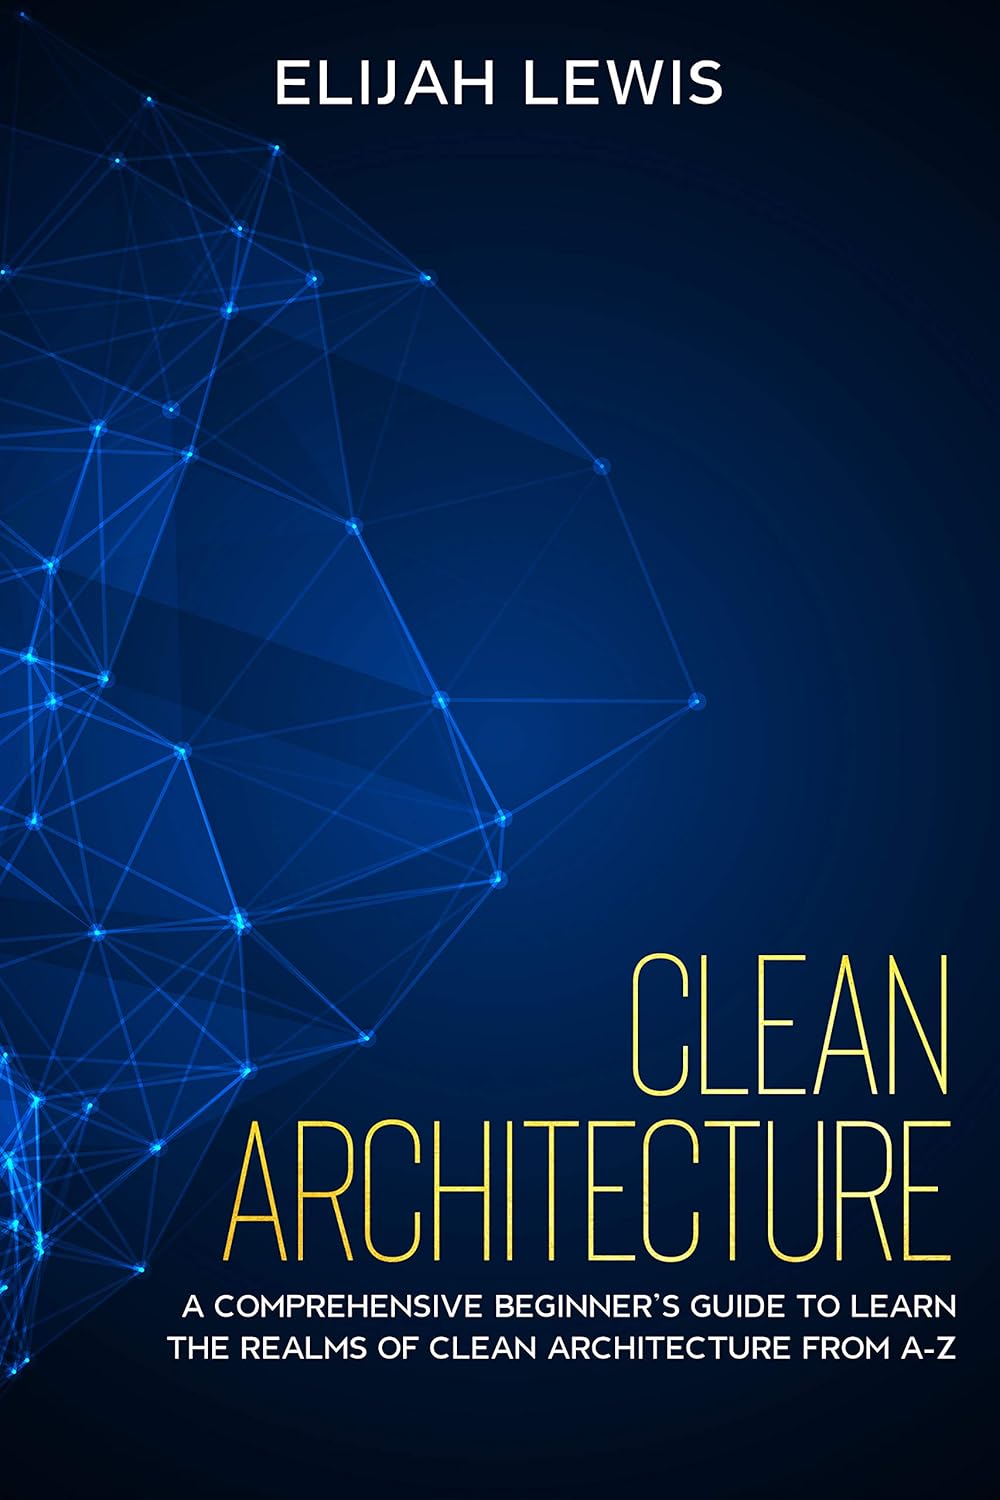 ELIJAH LEWIS
CLEAN
ARCHITECTURE
A COMPREHENSIVE BEGINNER'S GUIDE TO LEARN
THE REALMS OF CLEAN ARCHITECTURE FROM A-Z